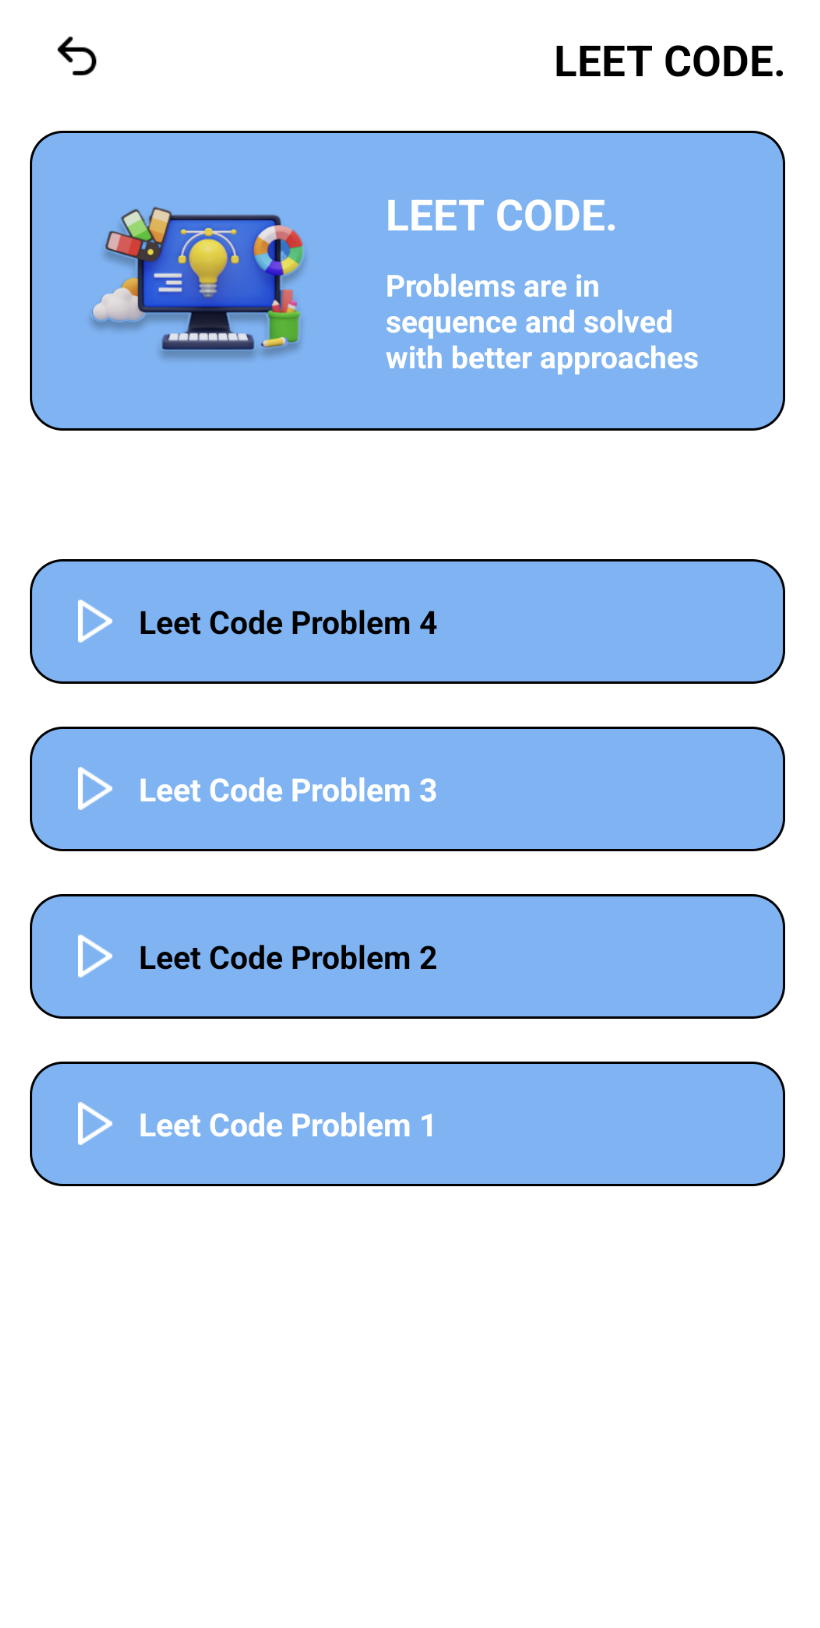 LEET CODE.
LEET CODE.
Problems are in
sequence and solved
with better approaches
Leet Code Problem 4
Leet Code Problem 3
Leet Code Problem 2
Leet Code Problem 1